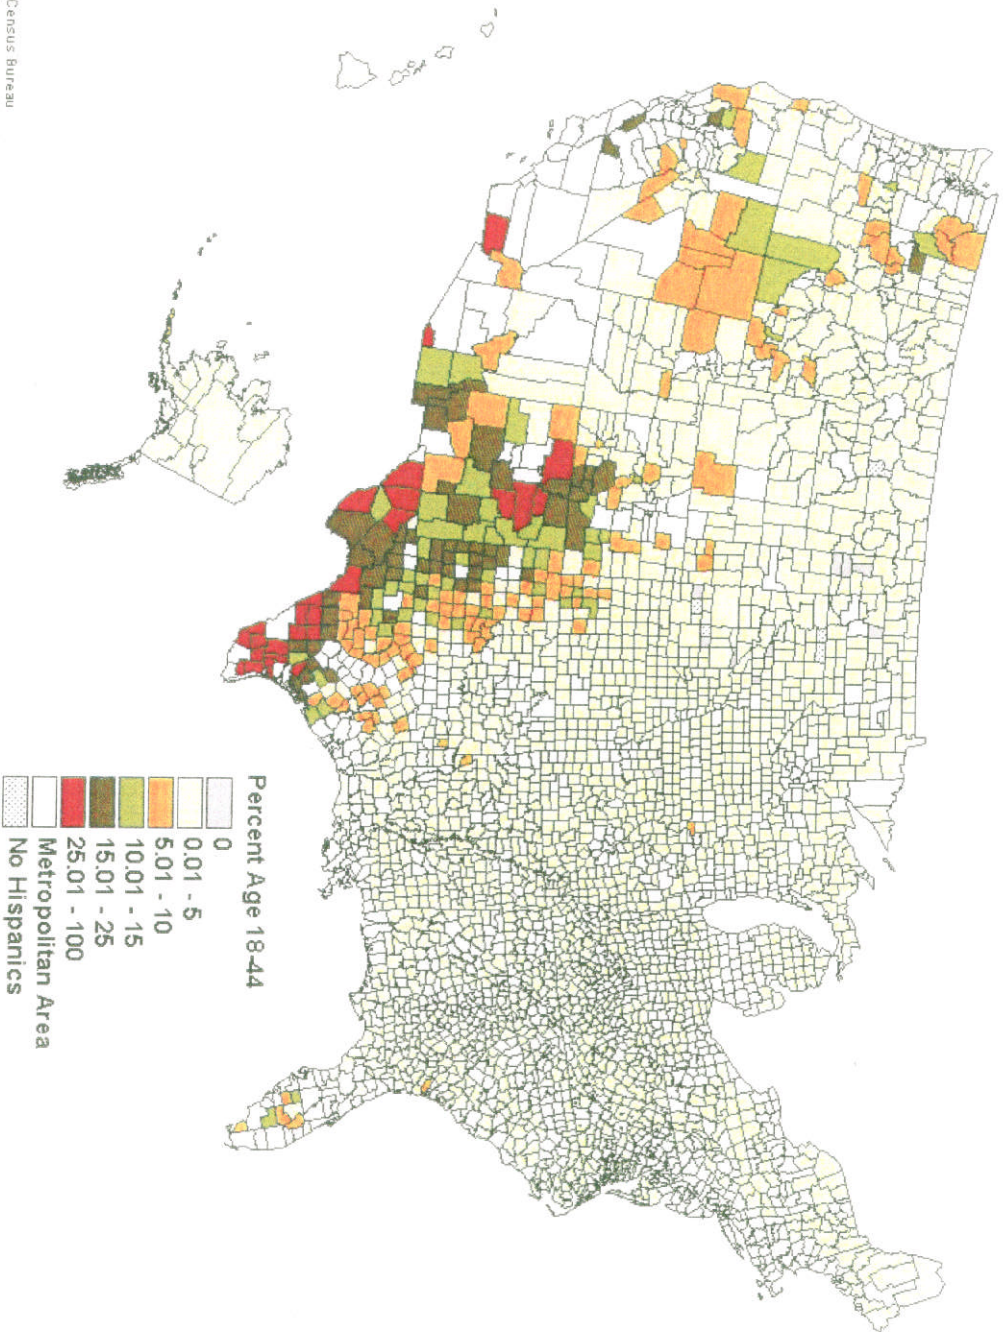 Percent Age 18-44
0
0.01 - 5
5.01 - 10
10.01 - 15
15.01 - 25
25.01 - 100
Metropolitan Area
No Hispanics
Census Bureau